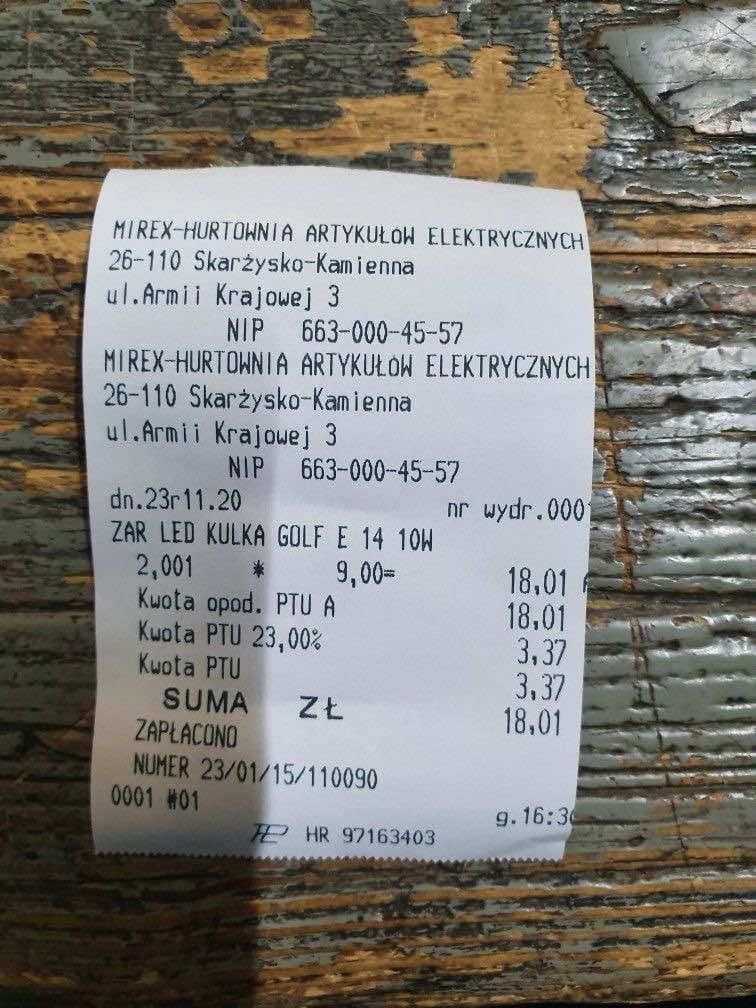 MIREX-HURTOWNIA ARTYKUŁÓW ELEKTRYCZNYCH
26-110 Skarżysko-Kamienna
ul.Armii Krajowej 3
NIP 663-000-45-57
MIREX-HURTOWNIA ARTYKUŁÓW ELEKTRYCZNYCH
26-110 Skarżysko-Kamienna
ul.Armii Krajowej 3
NIP 663-000-45-57
dn.23r11.20 nr wydr.000
ZAR LED KULKA GOLF E 14 10W
2,001 * 9,00= 18,01
Kwota opod. PTU A 18,01
Kwota PTU 23,00% 3,37
Kwota PTU 3,37
SUMA ZŁ 18,01
ZAPŁACONO
NUMER 23/01/15/110090
0001 #01 g.16:3
HR 97163403